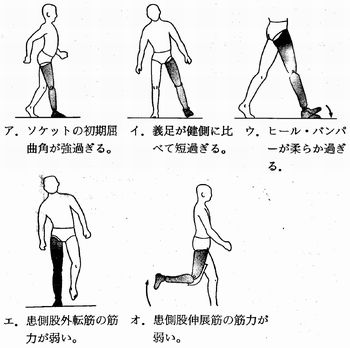 ア．ソケットの初期屈
曲角が強過ぎる。
イ．義足が健側に比べ
べて短過ぎる。
ウ．ヒール・バンパ
ーが柔らか過ぎ
る．
エ．患側股外転筋の筋
力が弱い。
オ．患側股伸展筋の筋力が
弱い。